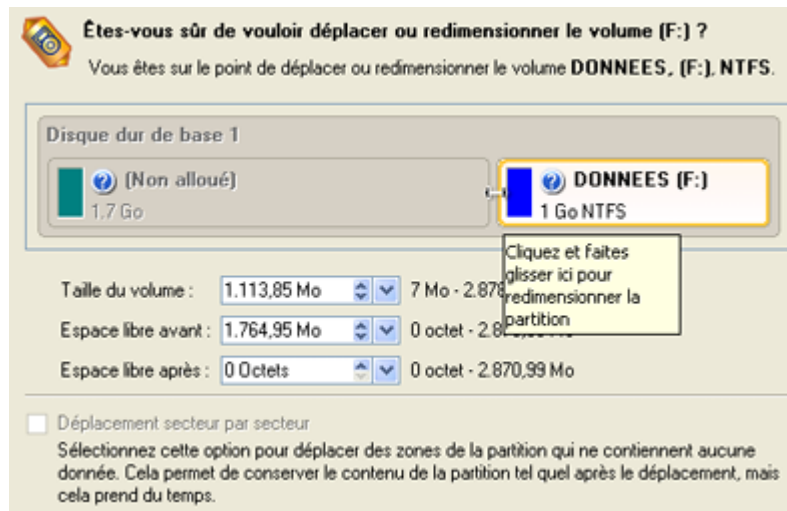 Êtes-vous sûr de vouloir déplacer ou redimensionner le volume (F:) ?
Vous êtes sur le point de déplacer ou redimensionner le volume DONNEES, (F:), NTFS.
Disque dur de base 1
(Non alloué)
1.7 Go
DONNEES (F:)
1 Go NTFS
Cliquez et faites
glisser ici pour
redimensionner la
partition
Taille du volume : 1.113,85 Mo 7 Mo - 2.878
Espace libre avant : 1.764,95 Mo 0 octet - 2.8
Espace libre après : 0 Octets 0 octet - 2.870,99 Mo
Déplacement secteur par secteur
Sélectionnez cette option pour déplacer des zones de la partition qui ne contiennent aucune
donnée. Cela permet de conserver le contenu de la partition tel quel après le déplacement, mais
cela prend du temps.